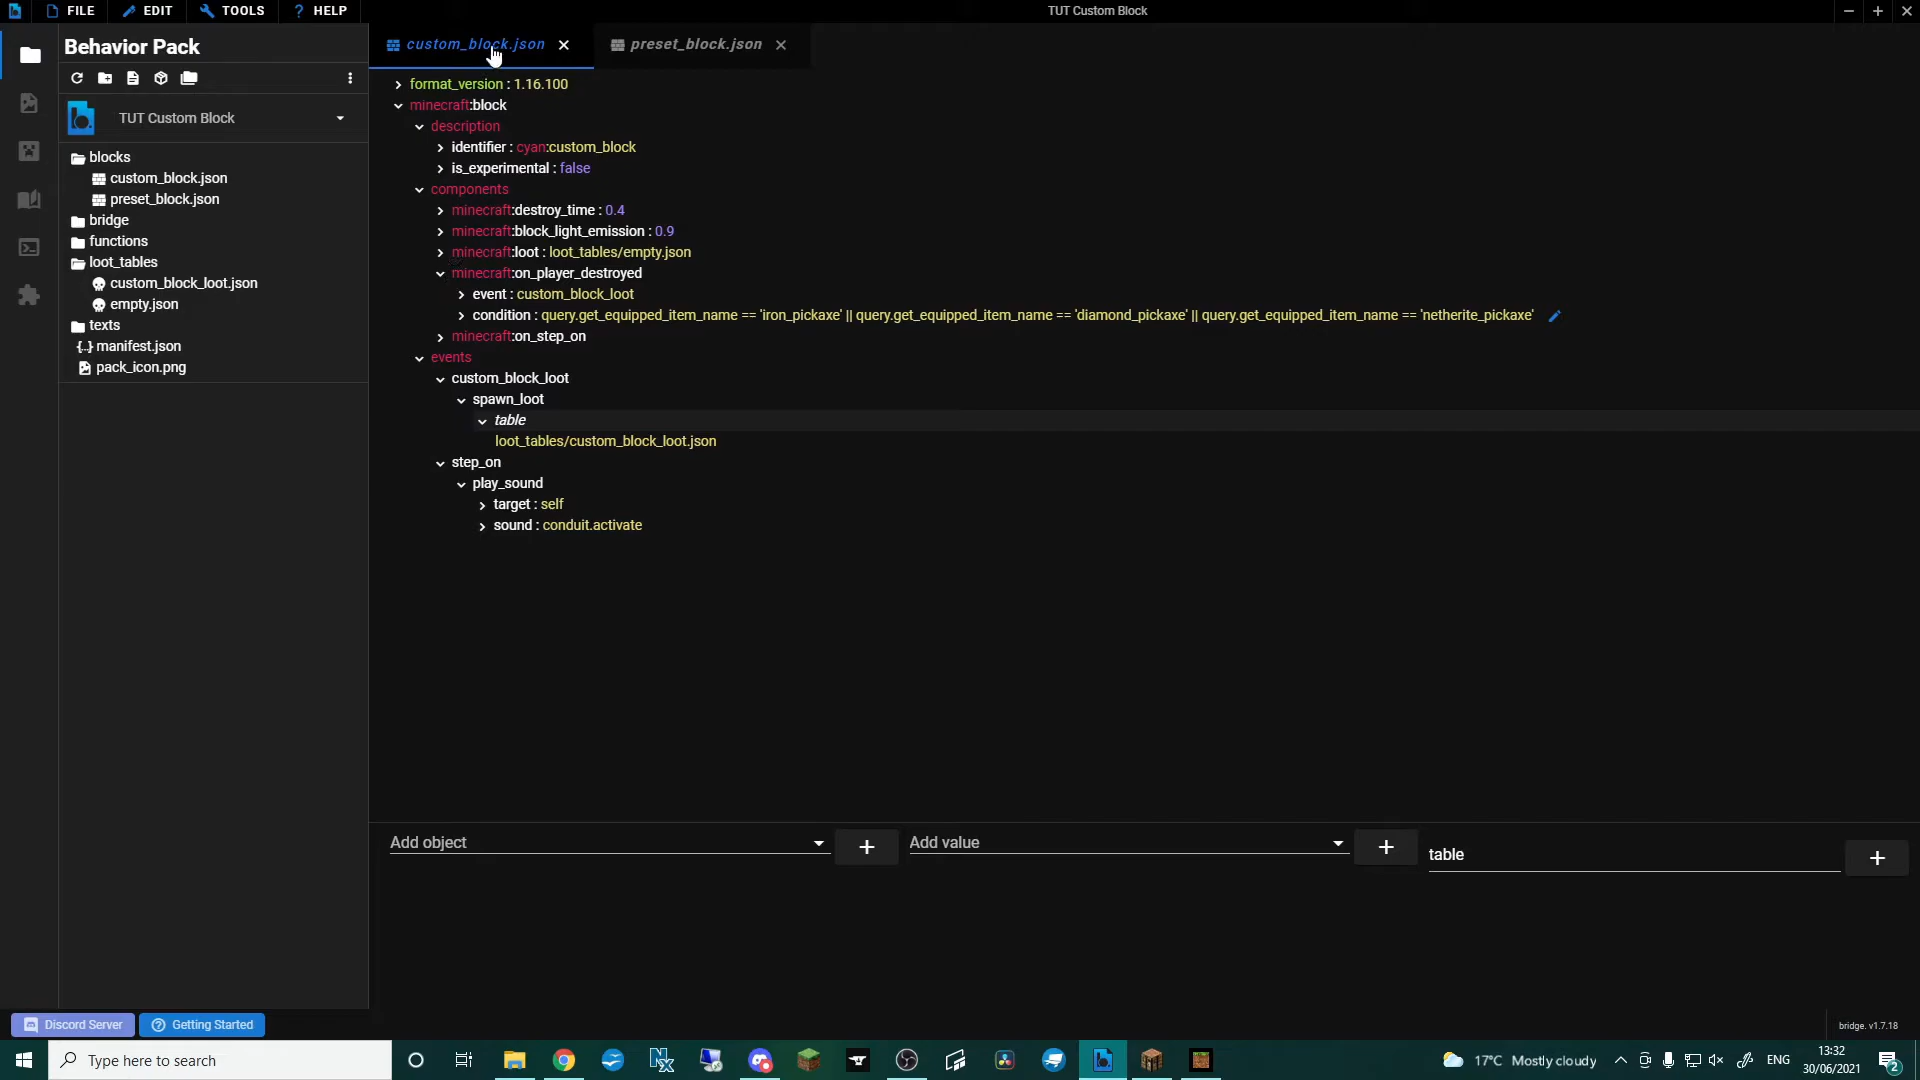 FILE EDIT TOOLS HELP TUT Custom Block
Behavior Pack
TUT Custom Block
blocks
custom_block.json
preset_block.json
bridge
functions
loot_tables
custom_block_loot.json
empty.json
texts
manifest.json
pack_icon.png
custom_block.json preset_block.json
format_version : 1.16.100
minecraft:block
description
identifier : cyan:custom_block
is_experimental : false
components
minecraft:destroy_time : 0.4
minecraft:block_light_emission : 0.9
minecraft:loot : loot_tables/empty.json
minecraft:on_player_destroyed
event : custom_block_loot
condition : query.get_equipped_item_name == 'iron_pickaxe' || query.get_equipped_item_name == 'diamond_pickaxe' || query.get_equipped_item_name == 'netherite_pickaxe'
minecraft:on_step_on
events
custom_block_loot
spawn_loot
table
loot_tables/custom_block_loot.json
step_on
play_sound
target : self
sound : conduit.activate
Add object Add value table
Discord Server Getting Started bridge. v1.7.18
Type here to search 17°C Mostly cloudy ENG 13:32
30/06/2021 2